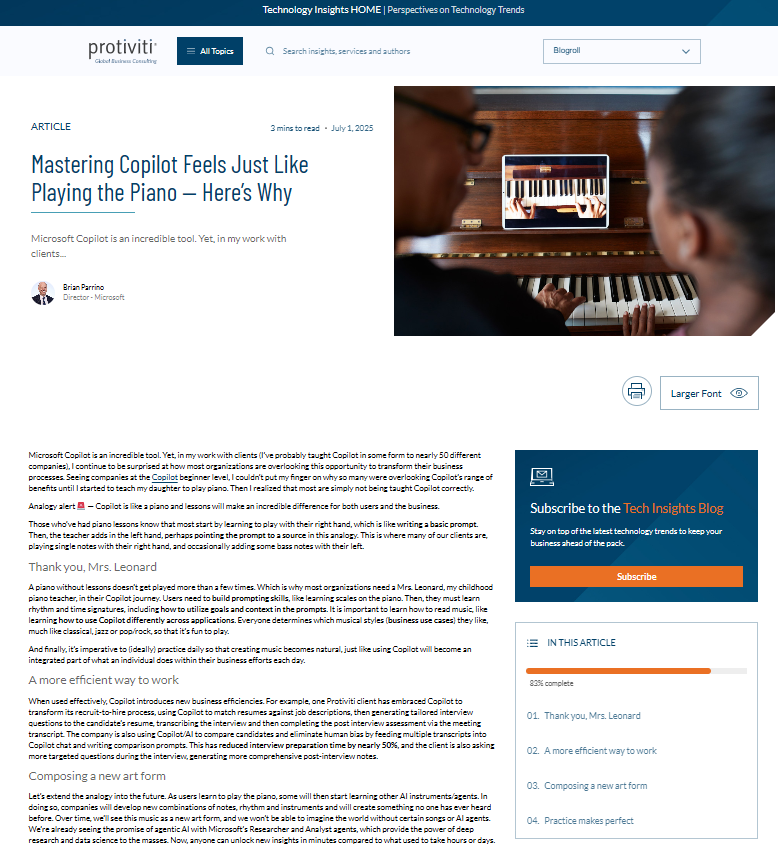 Technology Insights HOME | Perspectives on Technology Trends
protiviti®
Global Business Consulting
All Topics
Search insights, services and authors
Blogroll
ARTICLE
3 mins to read • July 1, 2025
Mastering Copilot Feels Just Like
Playing the Piano — Here's Why
Microsoft Copilot is an incredible tool. Yet, in my work with
clients...
Brian Parrino
Director - Microsoft
Larger Font
Microsoft Copilot is an incredible tool. Yet, in my work with clients (I've probably taught Copilot in some form to nearly 50 different
companies), I continue to be surprised at how most organizations are overlooking this opportunity to transform their business
processes. Seeing companies at the Copilot beginner level, I couldn't put my finger on why so many were overlooking Copilot's range of
benefits until I started to teach my daughter to play piano. Then I realized that most are simply not being taught Copilot correctly.
Analogy alert 🚨 — Copilot is like a piano and lessons will make an incredible difference for both users and the business.
Those who've had piano lessons know that most start by learning to play with their right hand, which is like writing a basic prompt.
Then, the teacher adds in the left hand, perhaps pointing the prompt to a source in this analogy. This is where many of our clients are,
playing single notes with their right hand, and occasionally adding some bass notes with their left.
Thank you, Mrs. Leonard
A piano without lessons doesn't get played more than a few times. Which is why most organizations need a Mrs. Leonard, my childhood
piano teacher, in their Copilot journey. Users need to build prompting skills, like learning scales on the piano. Then, they must learn
rhythm and time signatures, including how to utilize goals and context in the prompts. It is important to learn how to read music, like
learning how to use Copilot differently across applications. Everyone determines which musical styles (business use cases) they like,
much like classical, jazz or pop/rock, so that it's fun to play.
And finally, it's imperative to (ideally) practice daily so that creating music becomes natural, just like using Copilot will become an
integrated part of what an individual does within their business efforts each day.
A more efficient way to work
When used effectively, Copilot introduces new business efficiencies. For example, one Protiviti client has embraced Copilot to
transform its recruit-to-hire process, using Copilot to match resumes against job descriptions, then generating tailored interview
questions to the candidate's resume, transcribing the interview and then completing the post interview assessment via the meeting
transcript. The company is also using Copilot/AI to compare candidates and eliminate human bias by feeding multiple transcripts into
Copilot chat and writing comparison prompts. This has reduced interview preparation time by nearly 50%, and the client is also asking
more targeted questions during the interview, generating more comprehensive post-interview notes.
Composing a new art form
Let's extend the analogy into the future. As users learn to play the piano, some will then start learning other AI instruments/agents. In
doing so, companies will develop new combinations of notes, rhythm and instruments and will create something no one has ever heard
before. Over time, we'll see this music as a new art form, and we won't be able to imagine the world without certain songs or AI agents.
We're already seeing the promise of agentic AI with Microsoft's Researcher and Analyst agents, which provide the power of deep
research and data science to the masses. Now, anyone can unlock new insights in minutes compared to what used to take hours or days.
Subscribe to the Tech Insights Blog
Stay on top of the latest technology trends to keep your
business ahead of the pack.
Subscribe
IN THIS ARTICLE
83% complete
01. Thank you, Mrs. Leonard
02. A more efficient way to work
03. Composing a new art form
04. Practice makes perfect